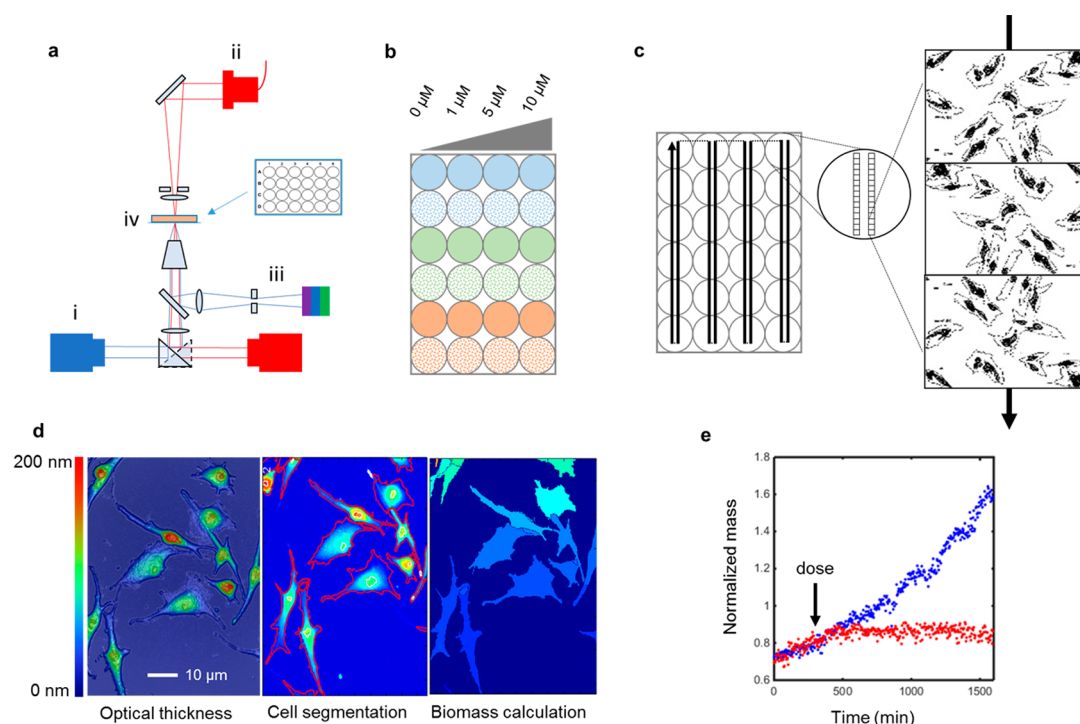 a
ii
iv
1 2 3 4 5 6
A
B
C
D
i
iii
b
0 µM 1 µM 5 µM 10 µM
c
d
200 nm
0 nm
10 µm
Optical thickness
Cell segmentation
Biomass calculation
e
Normalized mass
1.8
1.6
1.4
1.2
1
0.8
0.6
dose
0 500 1000 1500
Time (min)